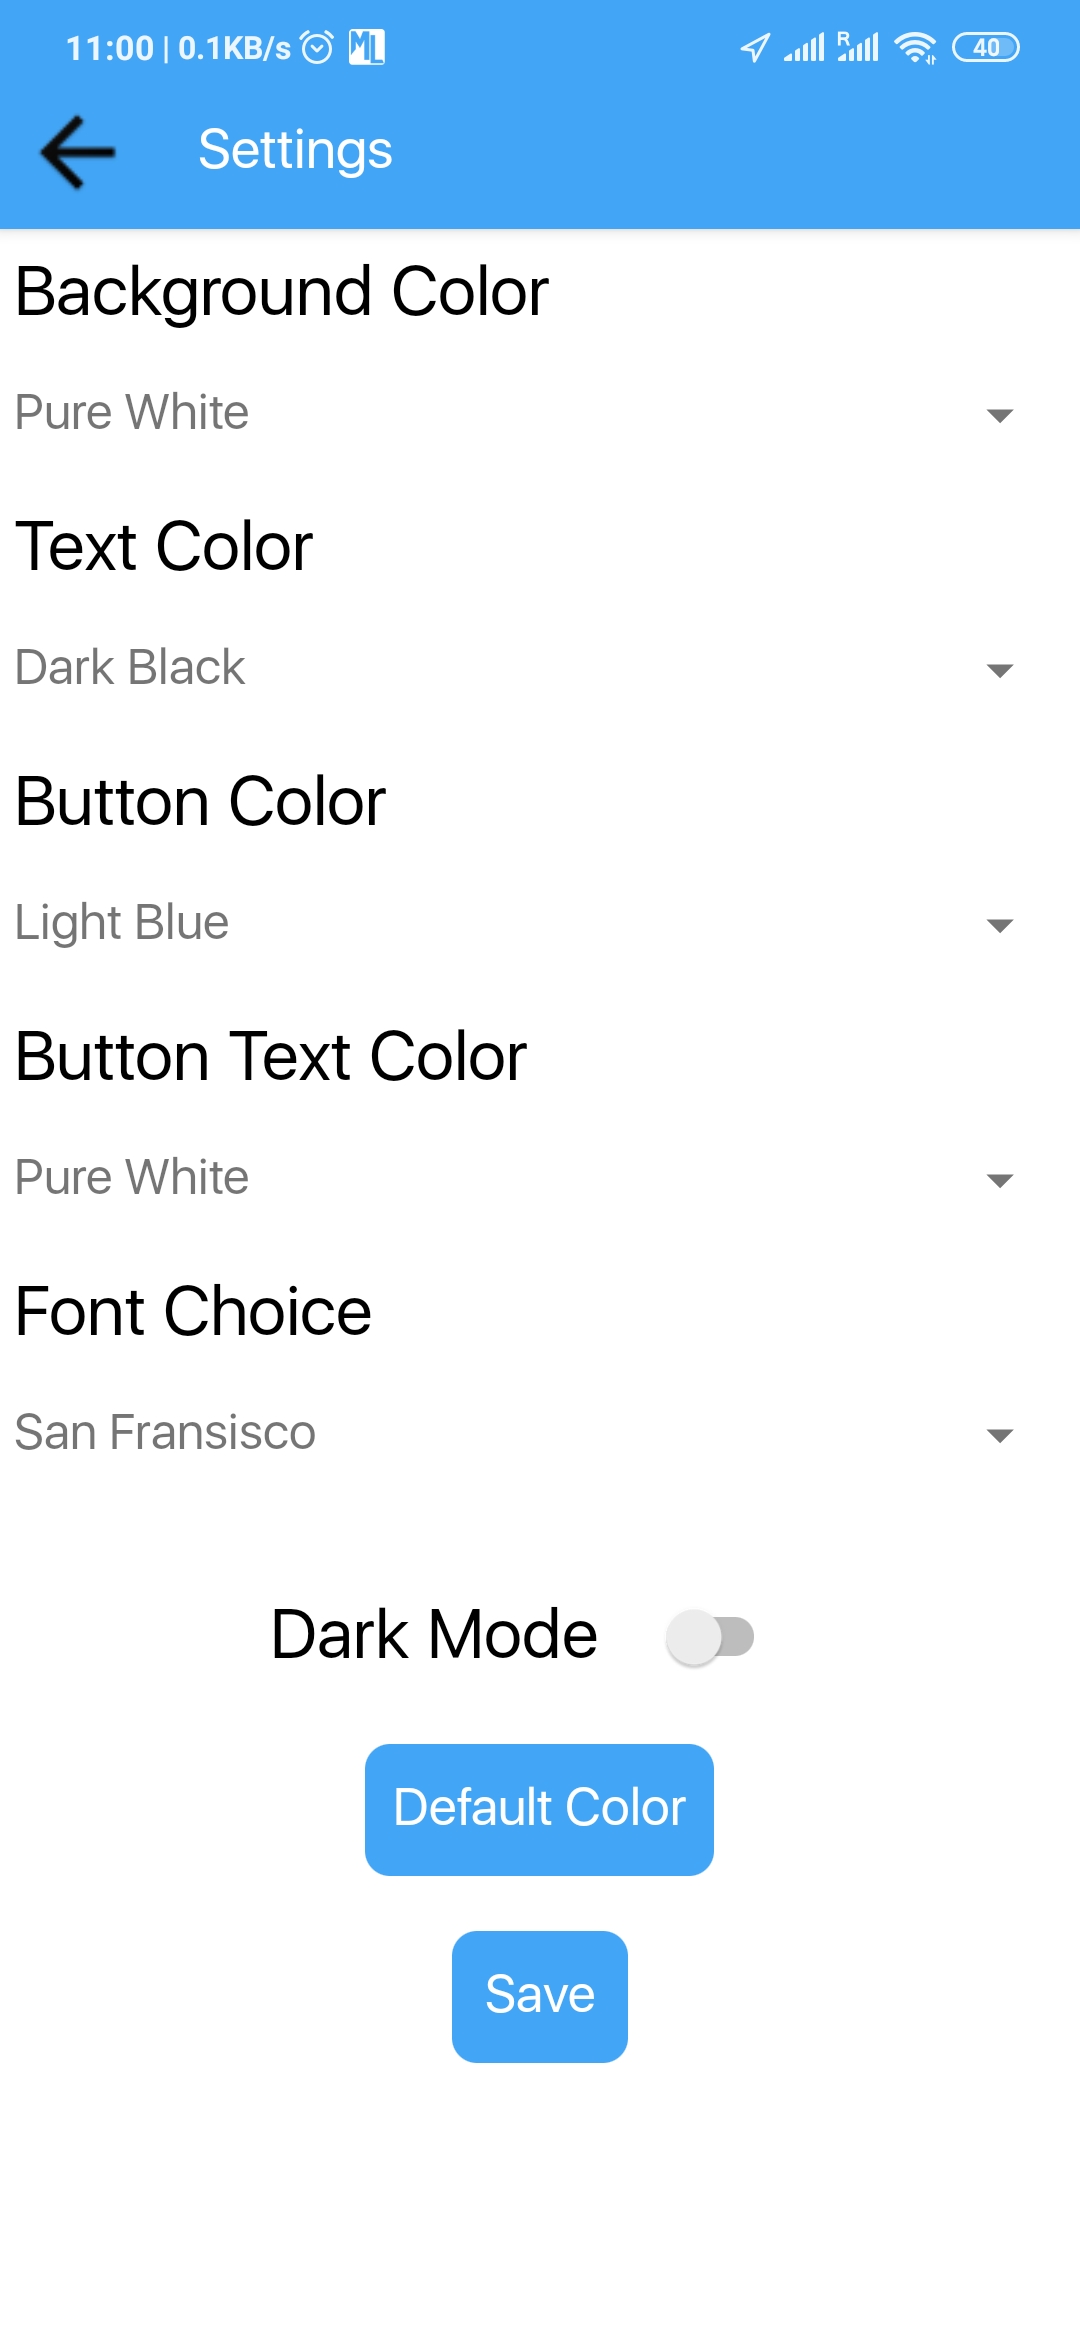 11:00 | 0.1KB/s ML R 40
Settings
Background Color
Pure White
Text Color
Dark Black
Button Color
Light Blue
Button Text Color
Pure White
Font Choice
San Fransisco
Dark Mode
Default Color
Save